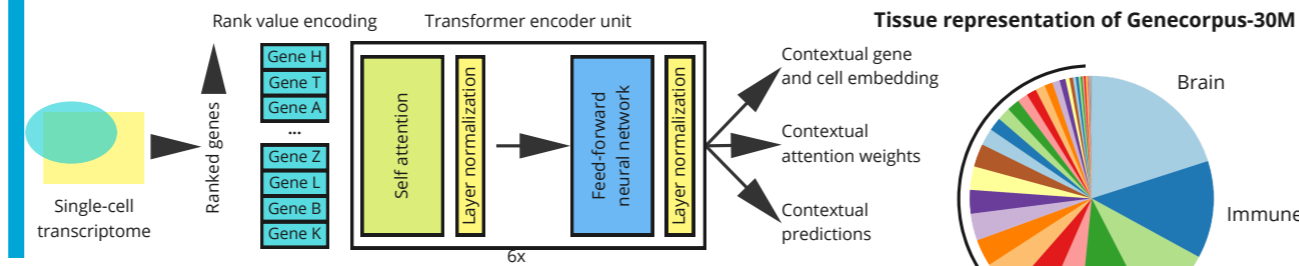 Rank value encoding
Transformer encoder unit
Tissue representation of Genecorpus-30M
Single-cell
transcriptome
Ranked genes
Gene H
Gene T
Gene A
...
Gene Z
Gene L
Gene B
Gene K
Self attention
Layer normalization
Feed-forward
neural network
Layer normalization
6x
Contextual gene
and cell embedding
Contextual
attention weights
Contextual
predictions
Brain
Immune